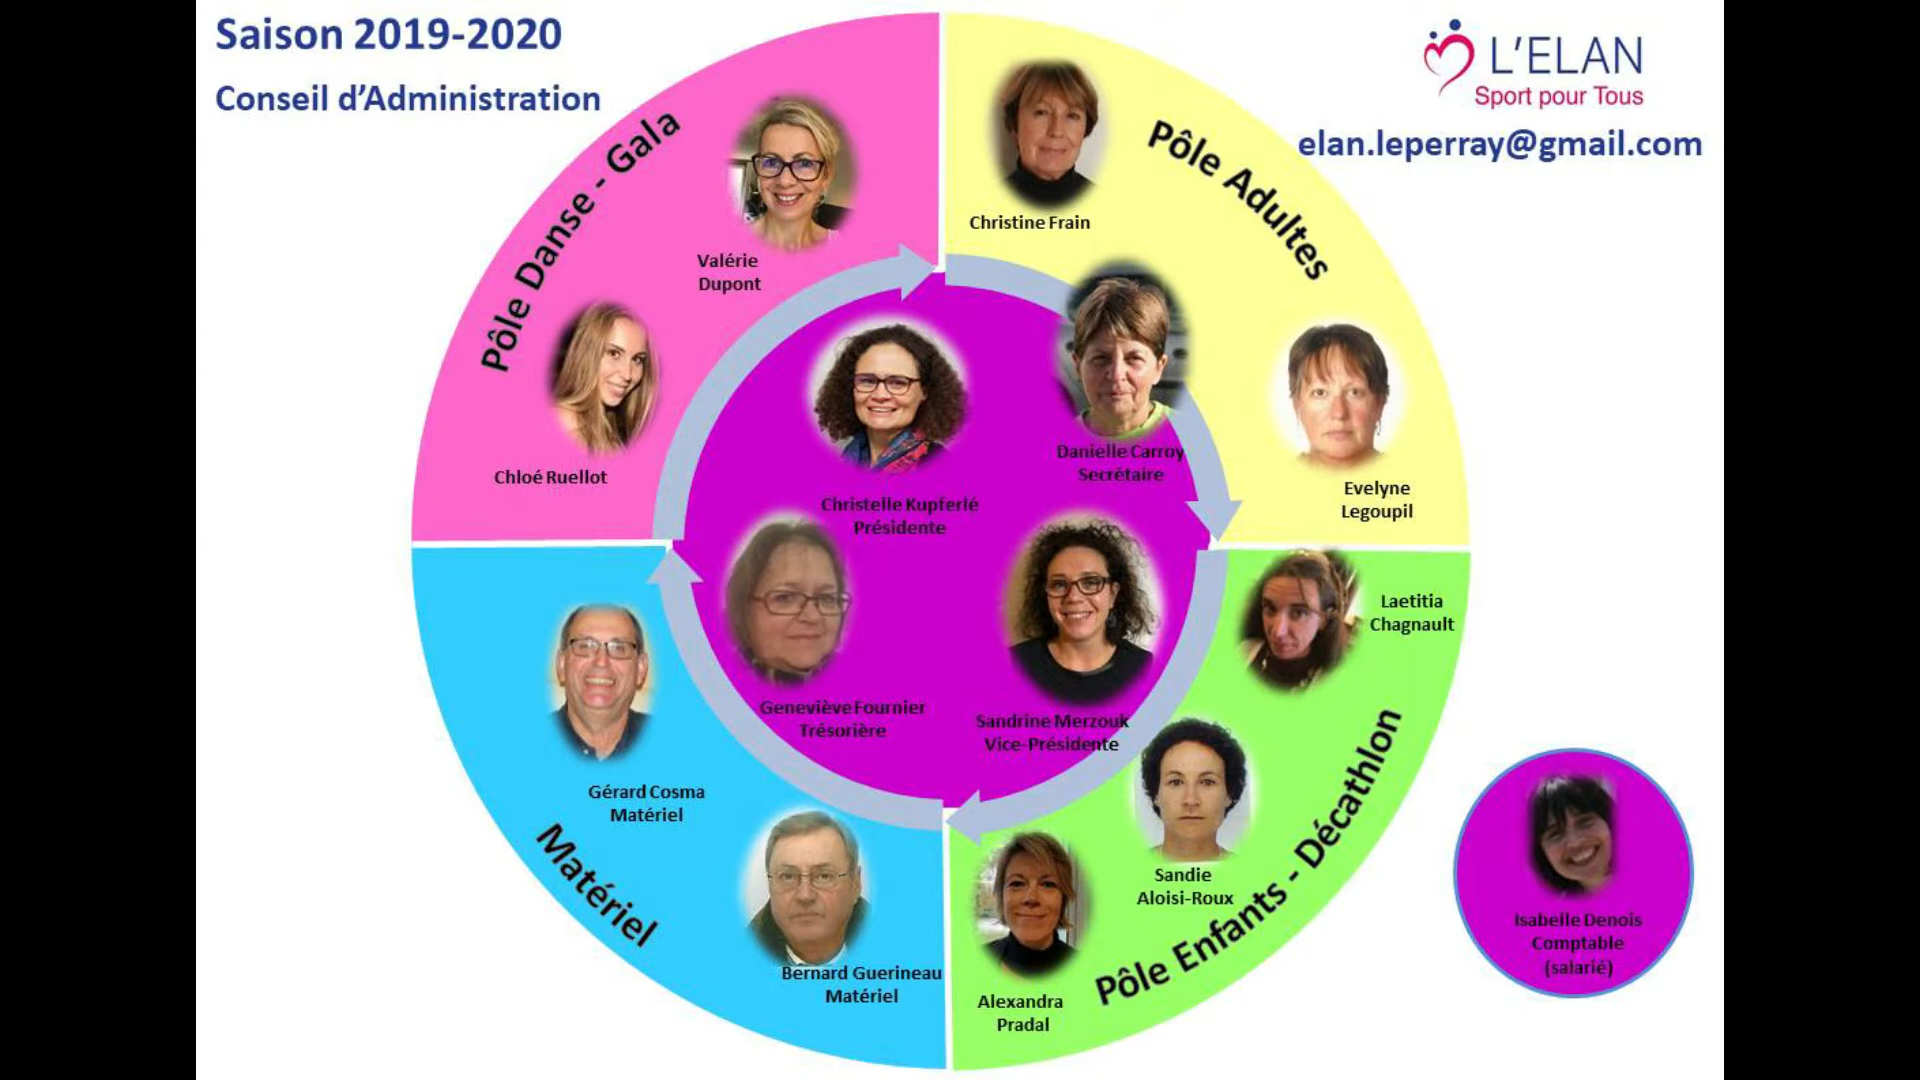 Saison 2019-2020
Conseil d’Administration
L'ELAN
Sport pour Tous
elan.leperray@gmail.com
Pôle Danse - Gala
Valérie
Dupont
Chloé Ruellot
Pôle Adultes
Christine Frain
Evelyne
Legoupil
Christelle Kupferlé
Présidente
Danielle Carroy
Secrétaire
Geneviève Fournier
Trésorière
Sandrine Merzouk
Vice-Présidente
Matériel
Gérard Cosma
Matériel
Bernard Guerineau
Matériel
Pôle Enfants - Décathlon
Laetitia
Chagnault
Sandie
Aloisi-Roux
Alexandra
Pradal
Isabelle Denois
Comptable
(salarié)